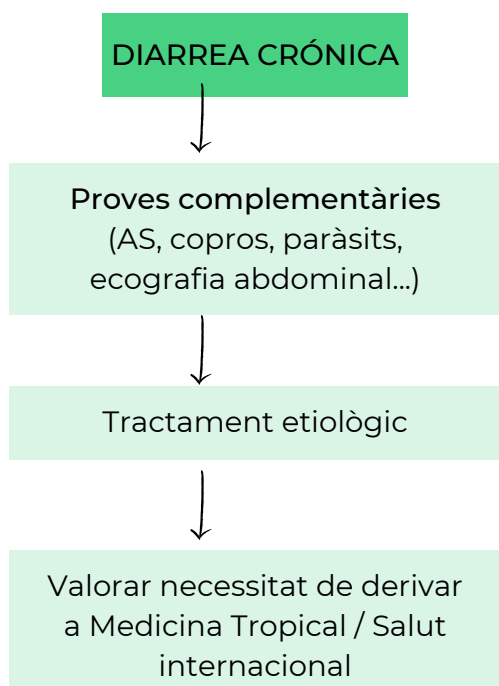 DIARREA CRÓNICA
Proves complementàries
(AS, copros, paràsits,
ecografia abdominal...)
Tractament etiològic
Valorar necessitat de derivar
a Medicina Tropical / Salut
internacional